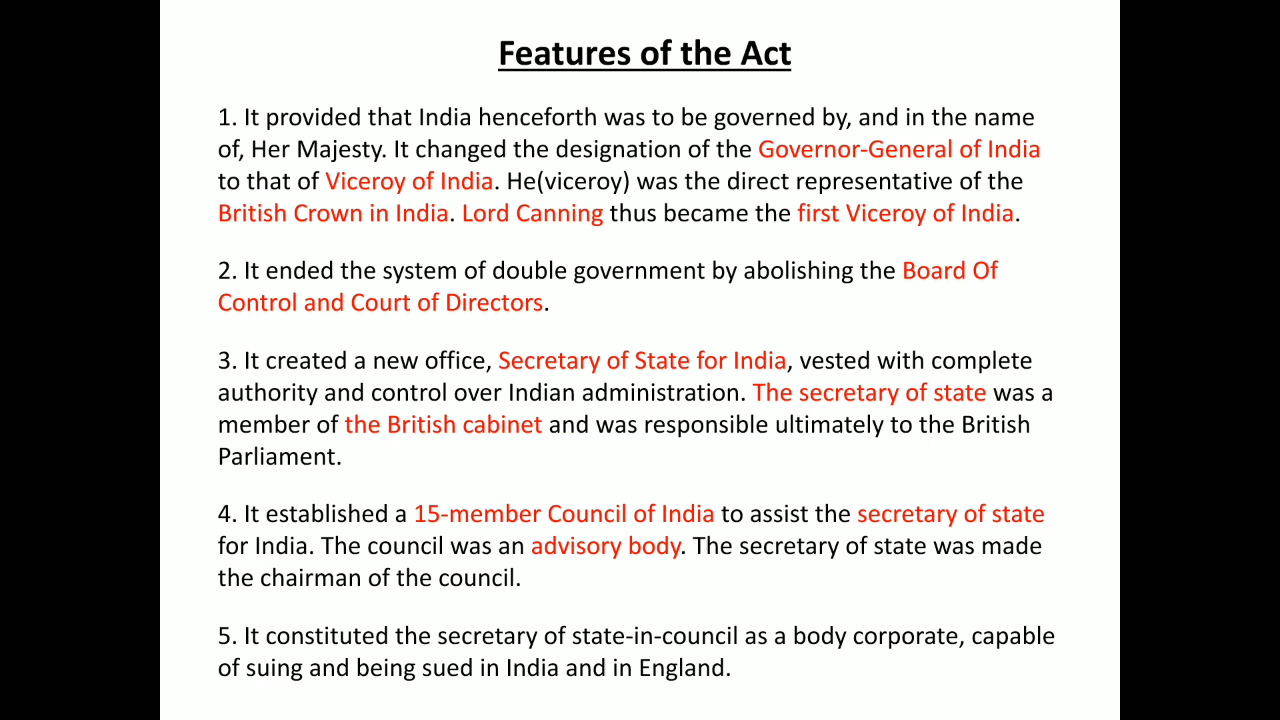 Features of the Act
1. It provided that India henceforth was to be governed by, and in the name
of, Her Majesty. It changed the designation of the Governor-General of India
to that of Viceroy of India. He(viceroy) was the direct representative of the
British Crown in India. Lord Canning thus became the first Viceroy of India.
2. It ended the system of double government by abolishing the Board Of
Control and Court of Directors.
3. It created a new office, Secretary of State for India, vested with complete
authority and control over Indian administration. The secretary of state was a
member of the British cabinet and was responsible ultimately to the British
Parliament.
4. It established a 15-member Council of India to assist the secretary of state
for India. The council was an advisory body. The secretary of state was made
the chairman of the council.
5. It constituted the secretary of state-in-council as a body corporate, capable
of suing and being sued in India and in England.